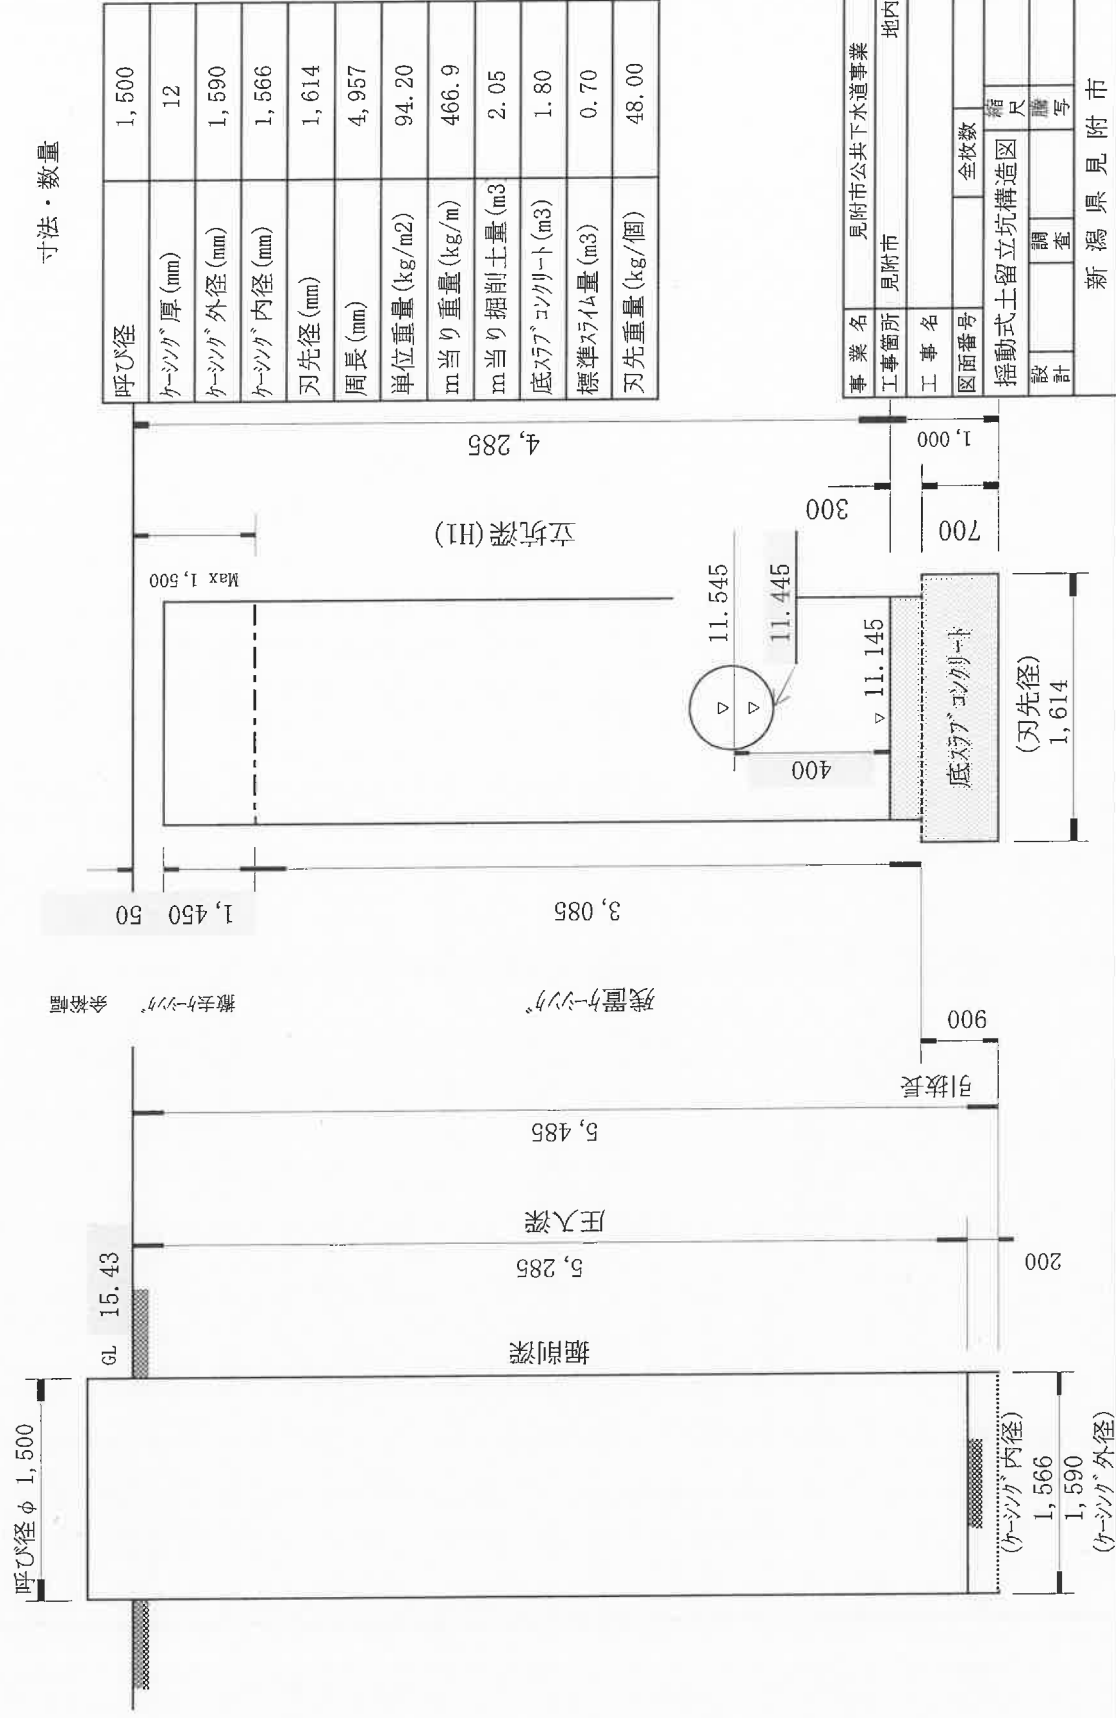 寸法・数量
呼び径 1,500
ケーシング厚(mm) 12
ケーシング外径(mm) 1,590
ケーシング内径(mm) 1,566
刃先径(mm) 1,614
周長(mm) 4,957
単位重量(kg/m2) 94.20
m当り重量(kg/m) 466.9
m当り掘削土量(m3) 2.05
底スラブコンクリート(m3) 1.80
標準スライム量(m3) 0.70
刃先重量(kg/個) 48.00
呼び径φ 1,500
GL 15.43
掘削深
5,285
圧入深
5,485
200
引抜長
900
(ケーシング内径)
1,566
1,590
(ケーシング外径)
余裕幅
撤去ケーシング
残置ケーシング
50
1,450
3,085
Max 1,500
立坑深(H1)
4,285
11.545
11.445
400
▽ 11.145
300
700
1,000
底スラブコンクリート
(刃先径)
1,614
事業名 見附市公共下水道事業
工事箇所 見附市 地内
工事名
図面番号 全枚数
揺動式土留立坑構造図 縮尺
設計 調査 謄写
新潟県見附市